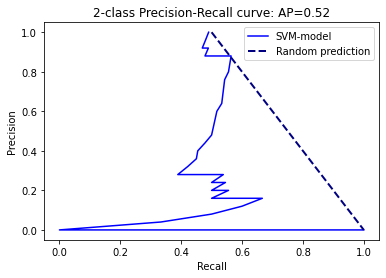 2-class Precision-Recall curve: AP=0.52
SVM-model
Random prediction
1.0
0.8
0.6
0.4
0.2
0.0
Precision
0.0 0.2 0.4 0.6 0.8 1.0
Recall